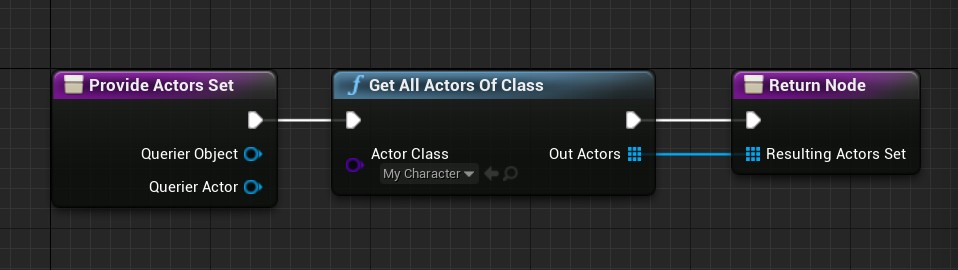 Provide Actors Set
Querier Object
Querier Actor
f Get All Actors Of Class
Actor Class
My Character
Out Actors
Return Node
Resulting Actors Set